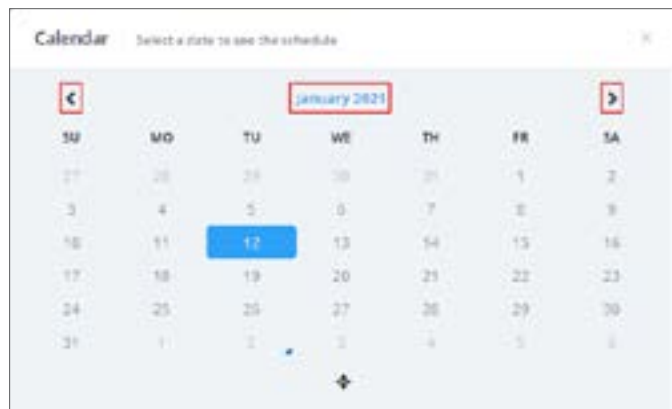 Calendar Select a date to see the schedule ×
< January 2021 >
SU MO TU WE TH FR SA
27 28 29 30 31 1 2
3 4 5 6 7 8 9
10 11 12 13 14 15 16
17 18 19 20 21 22 23
24 25 26 27 28 29 30
31 1 2 3 4 5 6